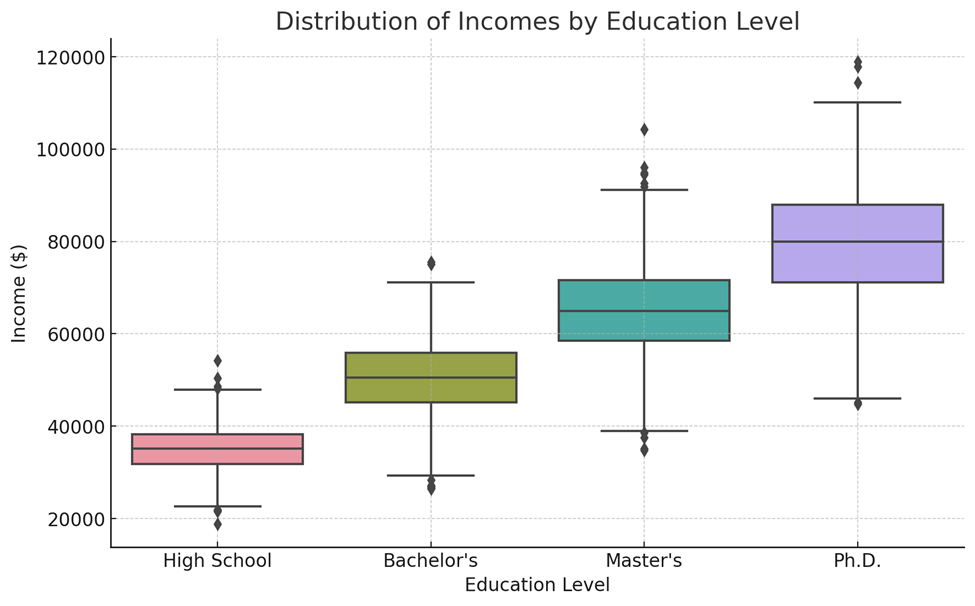 Distribution of Incomes by Education Level
120000
100000
80000
60000
40000
20000
Income ($)
High School Bachelor's Master's Ph.D.
Education Level